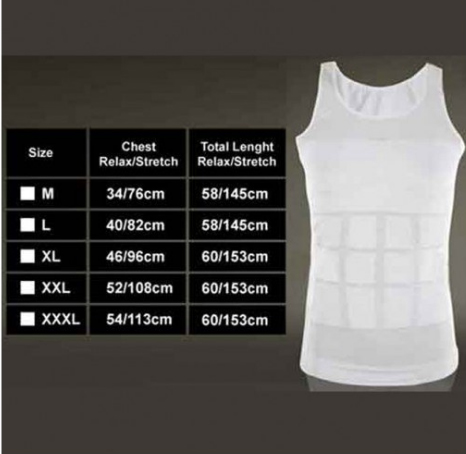 Size Chest Relax/Stretch Total Lenght Relax/Stretch
M 34/76cm 58/145cm
L 40/82cm 58/145cm
XL 46/96cm 60/153cm
XXL 52/108cm 60/153cm
XXXL 54/113cm 60/153cm